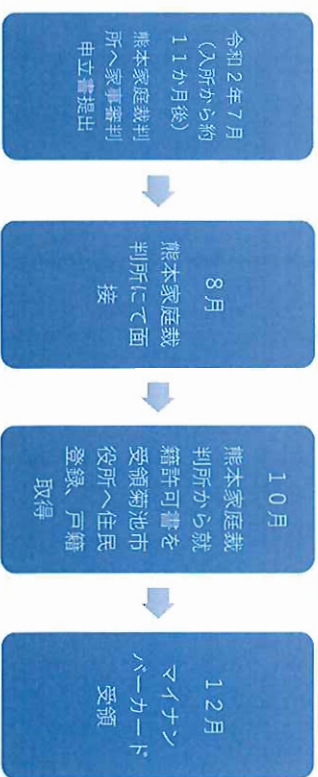 令和２年７月
(入所から約
１１か月後)
熊本家庭裁判
所へ家事審判
申立書提出
８月
熊本家庭裁
判所にて面
接
１０月
熊本家庭裁
判所から就
籍許可書を
受領菊池市
役所へ住民
登録、戸籍
取得
１２月
マイナン
バーカード
受領